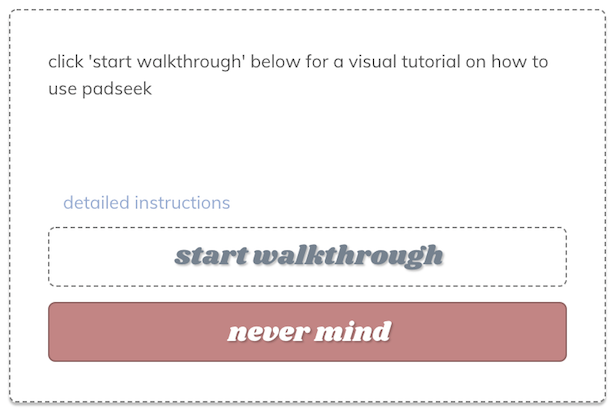 click 'start walkthrough' below for a visual tutorial on how to
use padseek
detailed instructions
start walkthrough
never mind